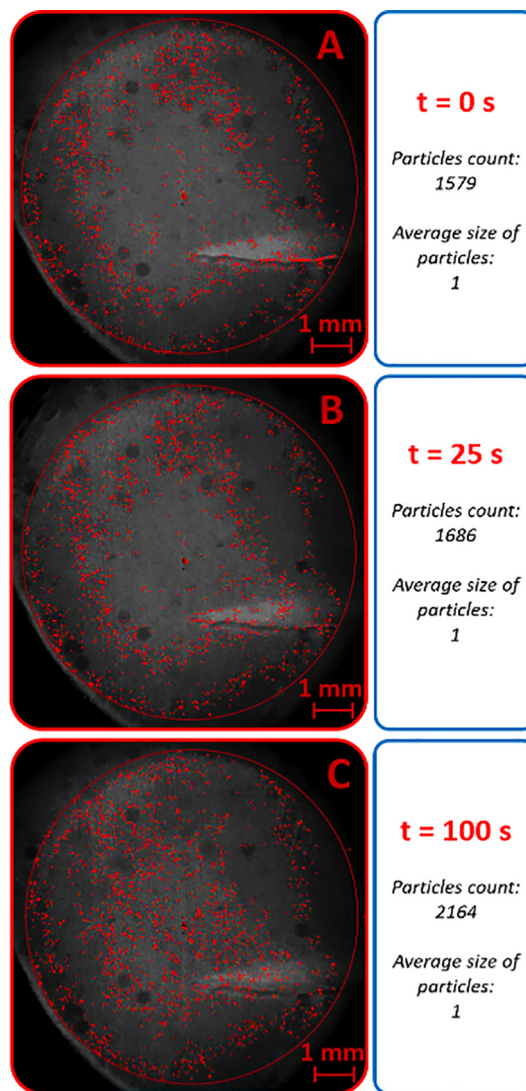 A
1 mm
t = 0 s
Particles count:
1579
Average size of
particles:
1
B
1 mm
t = 25 s
Particles count:
1686
Average size of
particles:
1
C
1 mm
t = 100 s
Particles count:
2164
Average size of
particles:
1